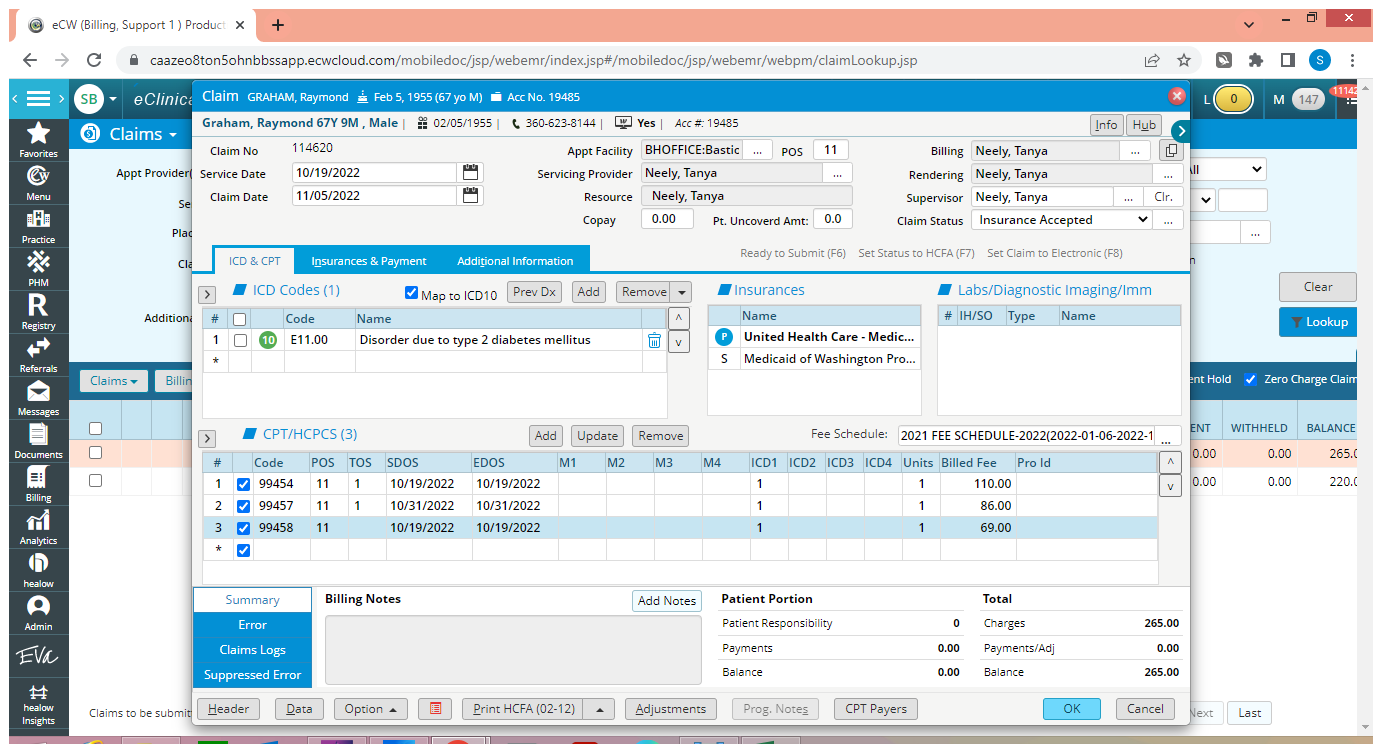 eCW (Billing, Support 1 ) Product
caazeo8ton5ohnbbssapp.ecwcloud.com/mobiledoc/jsp/webemr/index.jsp#/mobiledoc/jsp/webemr/webpm/claimLookup.jsp
S
SB
eClinica
L 0
M 147
11142
Claim GRAHAM, Raymond Feb 5, 1955 (67 yo M) Acc No. 19485
Graham, Raymond 67Y 9M , Male | 02/05/1955 | 360-623-8144 | Yes | Acc #: 19485
Info Hub
Favorites
Menu
Practice
PHM
Registry
Referrals
Messages
Documents
Billing
Analytics
healow
Admin
EVA
healow Insights
Claims
Appt Provider(
Se
Plac
Cla
Additiona
Claims
Billin
Claim No 114620
Service Date 10/19/2022
Claim Date 11/05/2022
Appt Facility BHOFFICE:Bastic ... POS 11
Servicing Provider Neely, Tanya ...
Resource Neely, Tanya
Copay 0.00 Pt. Uncoverd Amt: 0.0
Billing Neely, Tanya ...
Rendering Neely, Tanya ...
Supervisor Neely, Tanya ... Clr.
Claim Status Insurance Accepted ...
ICD & CPT Insurances & Payment Additional Information
Ready to Submit (F6) Set Status to HCFA (F7) Set Claim to Electronic (F8)
ICD Codes (1) Map to ICD10 Prev Dx Add Remove
# Code Name
1 10 E11.00 Disorder due to type 2 diabetes mellitus
*
Insurances
Name
P United Health Care - Medic...
S Medicaid of Washington Pro...
Labs/Diagnostic Imaging/Imm
# IH/SO Type Name
CPT/HCPCS (3) Add Update Remove
Fee Schedule: 2021 FEE SCHEDULE-2022(2022-01-06-2022-1 ...
# Code POS TOS SDOS EDOS M1 M2 M3 M4 ICD1 ICD2 ICD3 ICD4 Units Billed Fee Pro Id
1 99454 11 1 10/19/2022 10/19/2022 1 1 110.00
2 99457 11 1 10/31/2022 10/31/2022 1 1 86.00
3 99458 11 10/19/2022 10/19/2022 1 1 69.00
*
Summary
Error
Claims Logs
Suppressed Error
Billing Notes Add Notes
Patient Portion
Patient Responsibility 0
Payments 0.00
Balance 0.00
Total
Charges 265.00
Payments/Adj 0.00
Balance 265.00
Header Data Option Print HCFA (02-12) Adjustments Prog. Notes CPT Payers OK Cancel
All
...
n
Clear
Lookup
ent Hold Zero Charge Claim
ENT WITHHELD BALANCE
0.00 0.00 265.0
0.00 0.00 220.0
Claims to be submit
Next Last